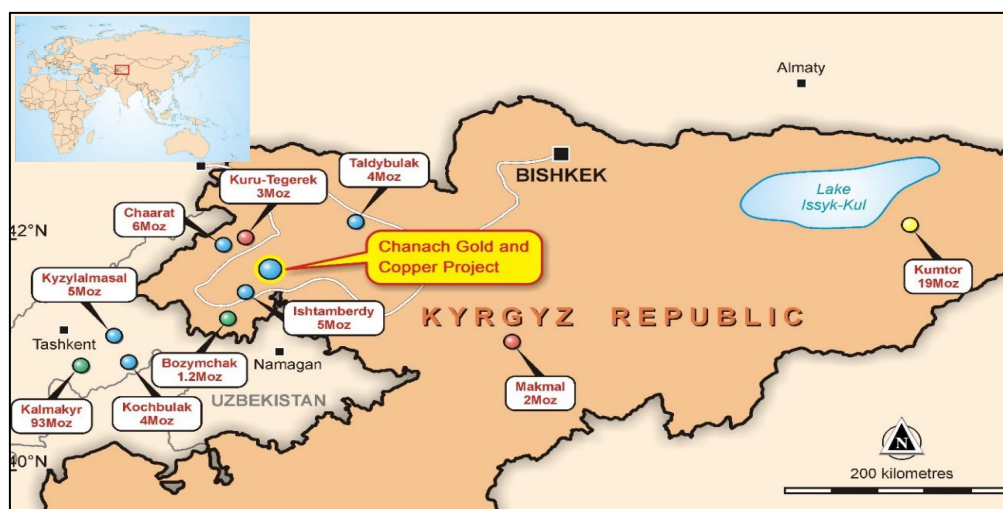 Almaty
Taldybulak
4Moz
BISHKEK
Kuru-Tegerek
3Moz
Lake
Issyk-Kul
Chaarat
6Moz
42°N
Chanach Gold and
Copper Project
Kumtor
19Moz
Kyzylalmasal
5Moz
Ishtamberdy
5Moz
KYRGYZ REPUBLIC
Tashkent
Namagan
Bozymchak
1.2Moz
Makmal
2Moz
Kalmakyr
93Moz
Kochbulak
4Moz
UZBEKISTAN
N
40°N
200 kilometres